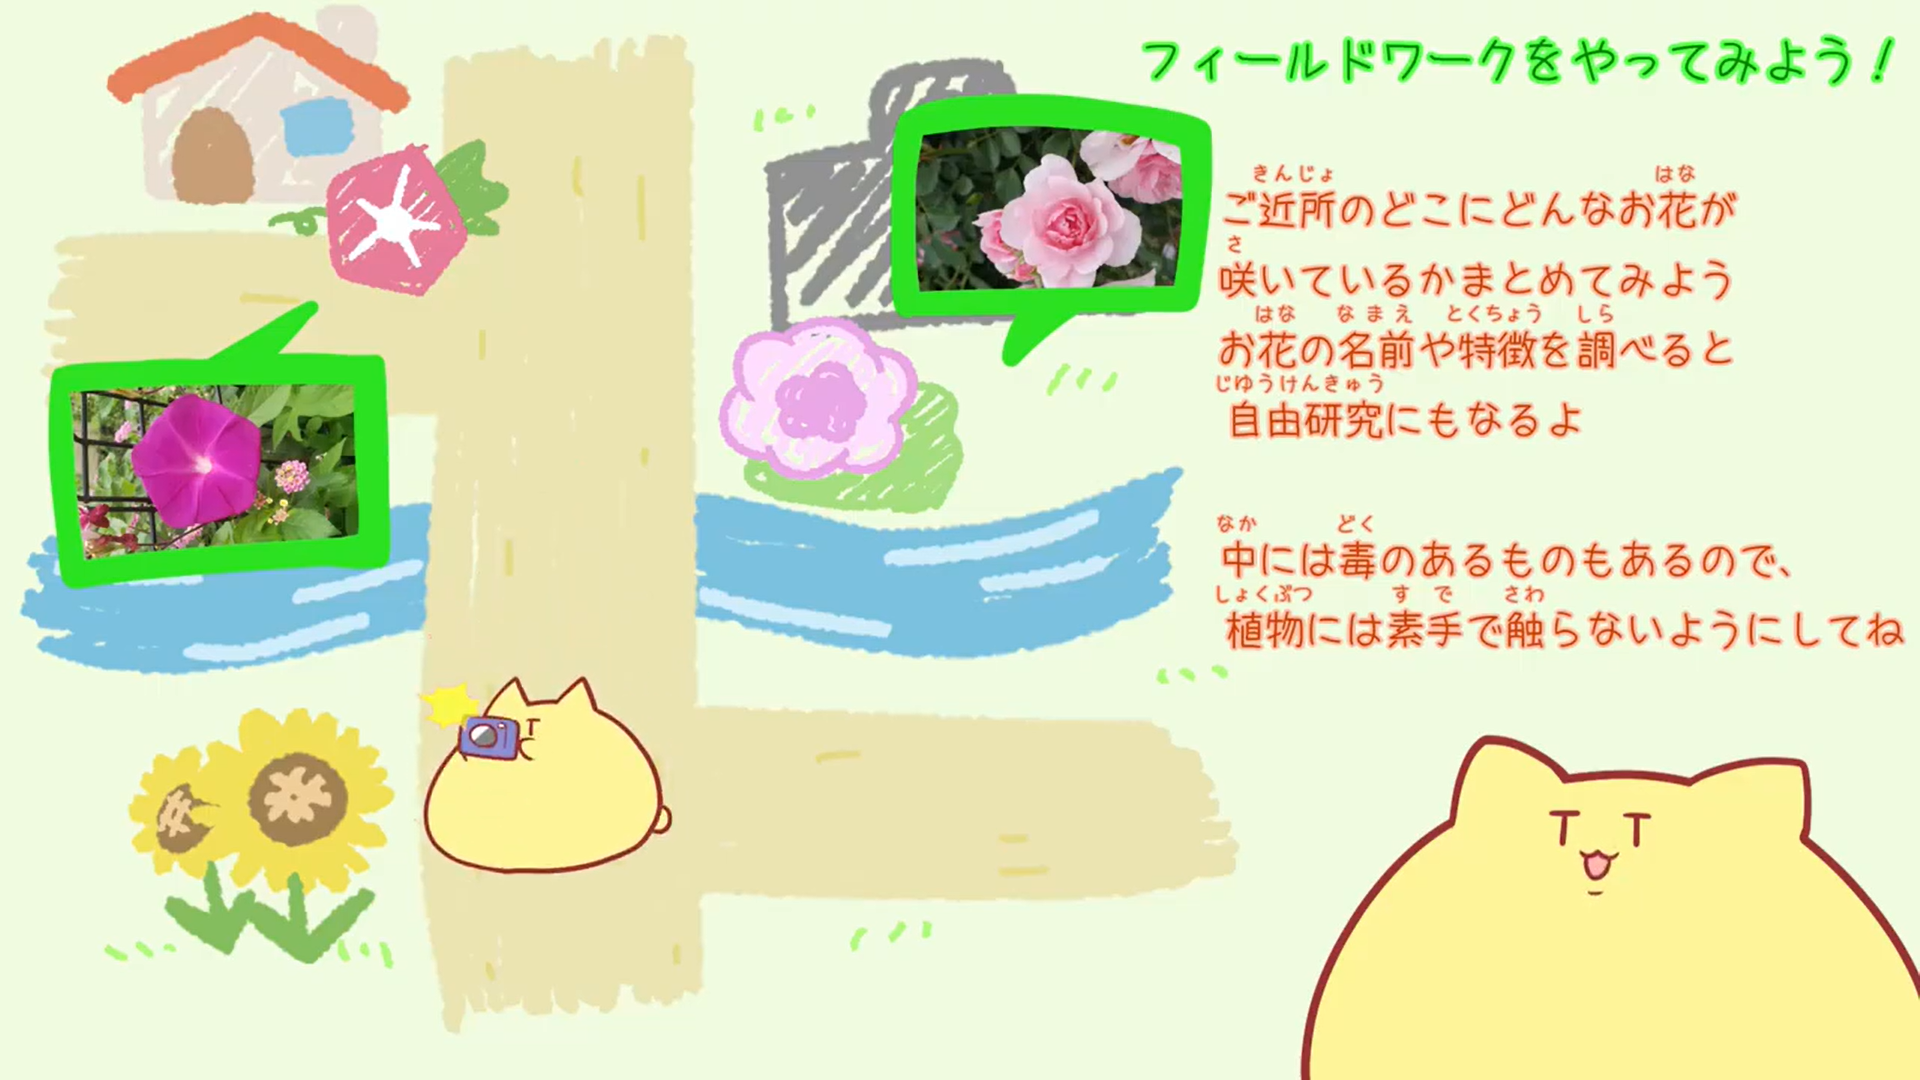 フィールドワークをやってみよう！
きんじょ はな
ご近所のどこにどんなお花が
さ
咲いているかまとめてみよう
はな なまえ とくちょう しら
お花の名前や特徴を調べると
じゆうけんきゅう
自由研究にもなるよ
なか どく
中には毒のあるものもあるので、
しょくぶつ すで さわ
植物には素手で触らないようにしてね